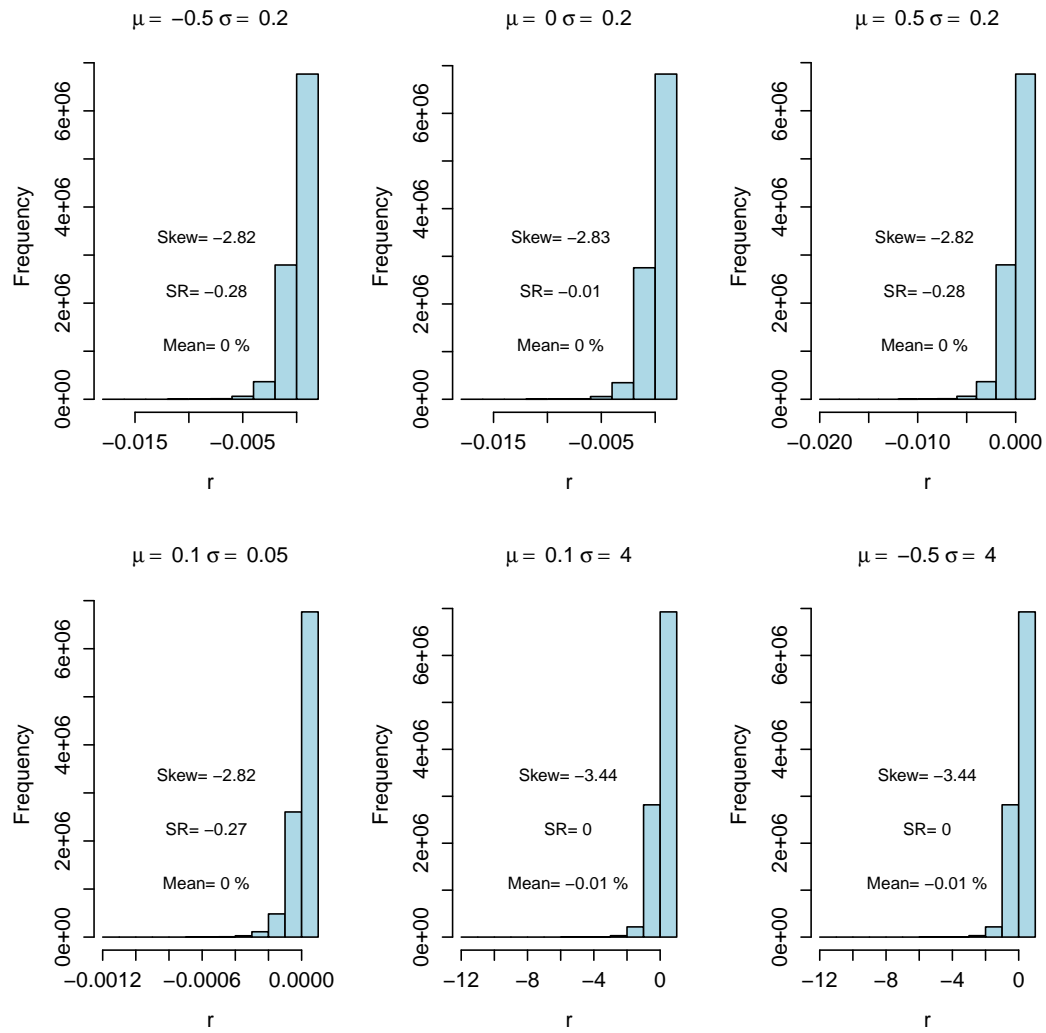 μ = −0.5 σ = 0.2
Frequency
0e+00 2e+06 4e+06 6e+06
Skew= −2.82
SR= −0.28
Mean= 0 %
−0.015 −0.005
r
μ = 0 σ = 0.2
Frequency
0e+00 2e+06 4e+06 6e+06
Skew= −2.83
SR= −0.01
Mean= 0 %
−0.015 −0.005
r
μ = 0.5 σ = 0.2
Frequency
0e+00 2e+06 4e+06 6e+06
Skew= −2.82
SR= −0.28
Mean= 0 %
−0.020 −0.010 0.000
r
μ = 0.1 σ = 0.05
Frequency
0e+00 2e+06 4e+06 6e+06
Skew= −2.82
SR= −0.27
Mean= 0 %
−0.0012 −0.0006 0.0000
r
μ = 0.1 σ = 4
Frequency
0e+00 2e+06 4e+06 6e+06
Skew= −3.44
SR= 0
Mean= −0.01 %
−12 −8 −4 0
r
μ = −0.5 σ = 4
Frequency
0e+00 2e+06 4e+06 6e+06
Skew= −3.44
SR= 0
Mean= −0.01 %
−12 −8 −4 0
r